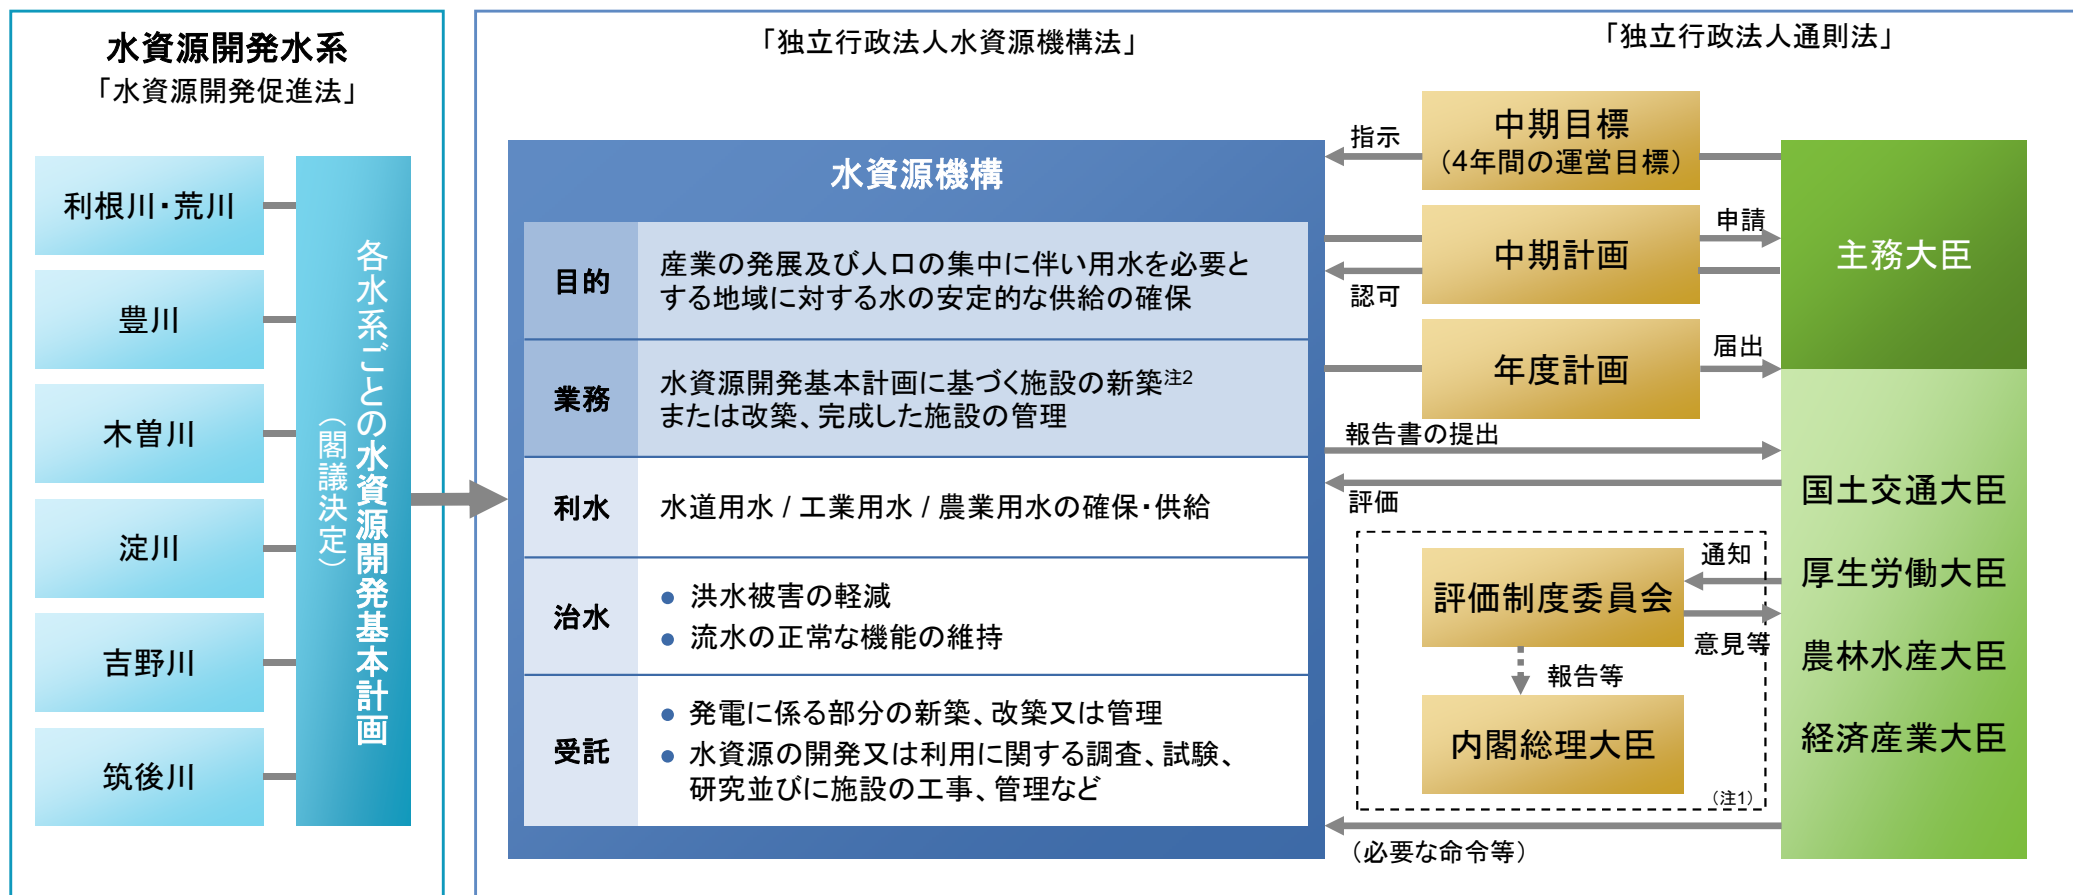 水資源開発水系
「水資源開発促進法」
利根川・荒川
豊川
木曽川
淀川
吉野川
筑後川
各水系ごとの水資源開発基本計画
（閣議決定）
「独立行政法人水資源機構法」
「独立行政法人通則法」
水資源機構
目的
産業の発展及び人口の集中に伴い用水を必要と
する地域に対する水の安定的な供給の確保
業務
水資源開発基本計画に基づく施設の新築注2
または改築、完成した施設の管理
利水
水道用水 / 工業用水 / 農業用水の確保・供給
治水
● 洪水被害の軽減
● 流水の正常な機能の維持
受託
● 発電に係る部分の新築、改築又は管理
● 水資源の開発又は利用に関する調査、試験、
研究並びに施設の工事、管理など
指示
中期目標
（4年間の運営目標）
中期計画
申請
認可
年度計画
届出
報告書の提出
評価
評価制度委員会
通知
意見等
報告等
内閣総理大臣
（注1）
（必要な命令等）
主務大臣
国土交通大臣
厚生労働大臣
農林水産大臣
経済産業大臣